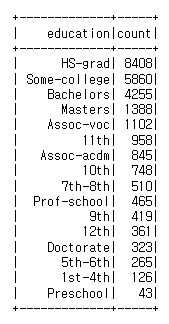 +------------+-----+
|   education|count|
+------------+-----+
|     HS-grad| 8408|
|Some-college| 5860|
|   Bachelors| 4255|
|     Masters| 1388|
|   Assoc-voc| 1102|
|        11th|  958|
|  Assoc-acdm|  845|
|        10th|  748|
|     7th-8th|  510|
| Prof-school|  465|
|         9th|  419|
|        12th|  361|
|   Doctorate|  323|
|     5th-6th|  265|
|     1st-4th|  126|
|   Preschool|   43|
+------------+-----+